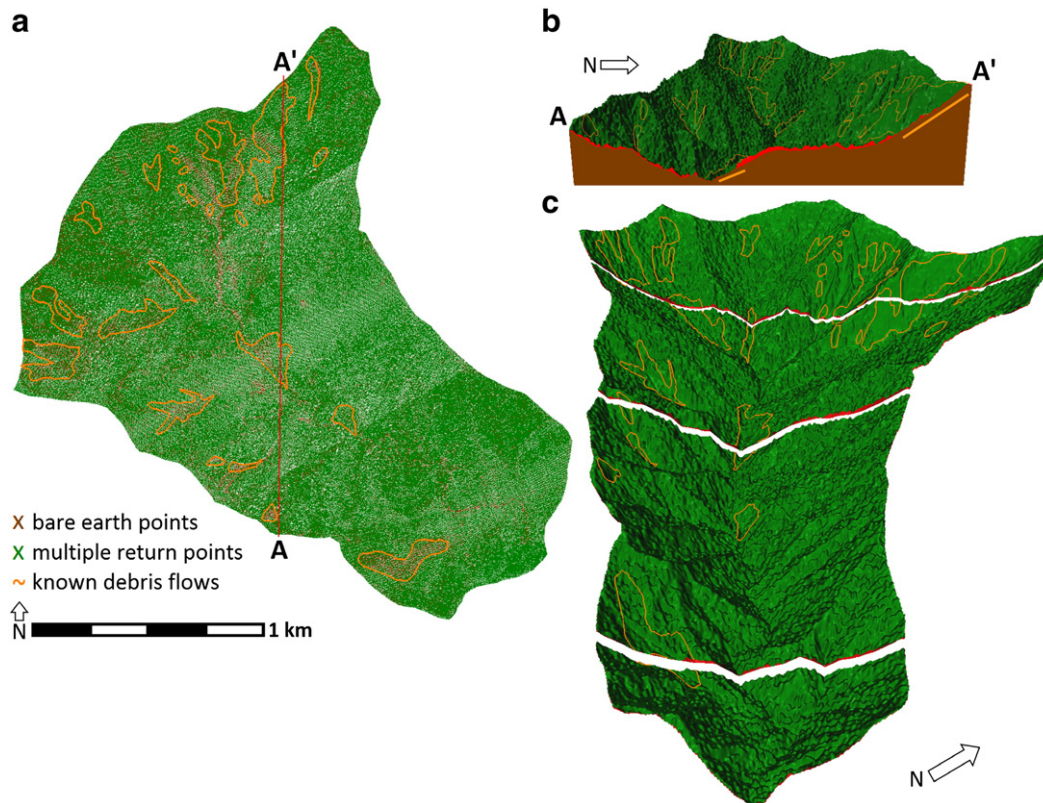 a
A'
A
x bare earth points
x multiple return points
~ known debris flows
N
1 km
b
N
A
A'
c
N